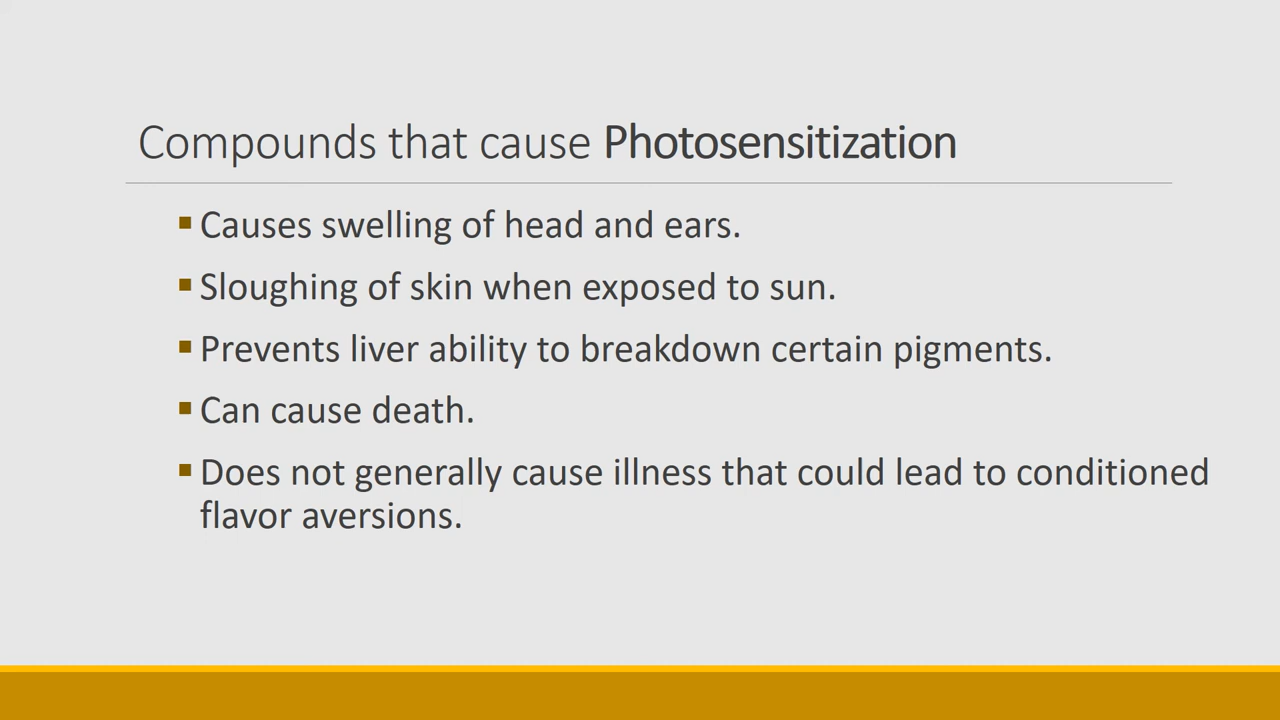 Compounds that cause Photosensitization
▪ Causes swelling of head and ears.
▪ Sloughing of skin when exposed to sun.
▪ Prevents liver ability to breakdown certain pigments.
▪ Can cause death.
▪ Does not generally cause illness that could lead to conditioned
flavor aversions.